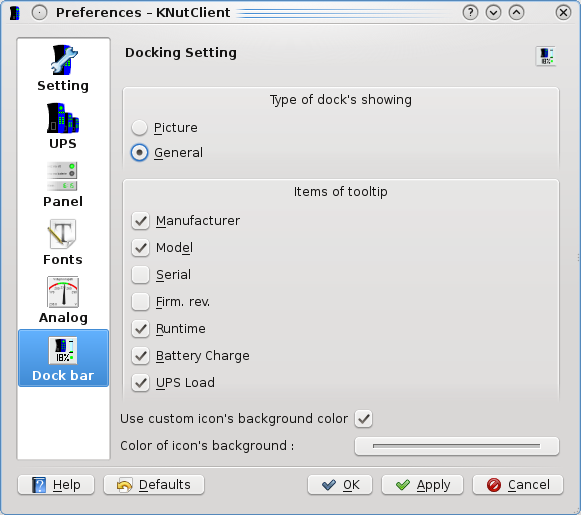 Preferences – KNutClient
Setting
UPS
Panel
Fonts
Analog
18%
Dock bar
Docking Setting
18%
Type of dock's showing
Picture
General
Items of tooltip
Manufacturer
Model
Serial
Firm. rev.
Runtime
Battery Charge
UPS Load
Use custom icon's background color
Color of icon's background :
Help
Defaults
OK
Apply
Cancel